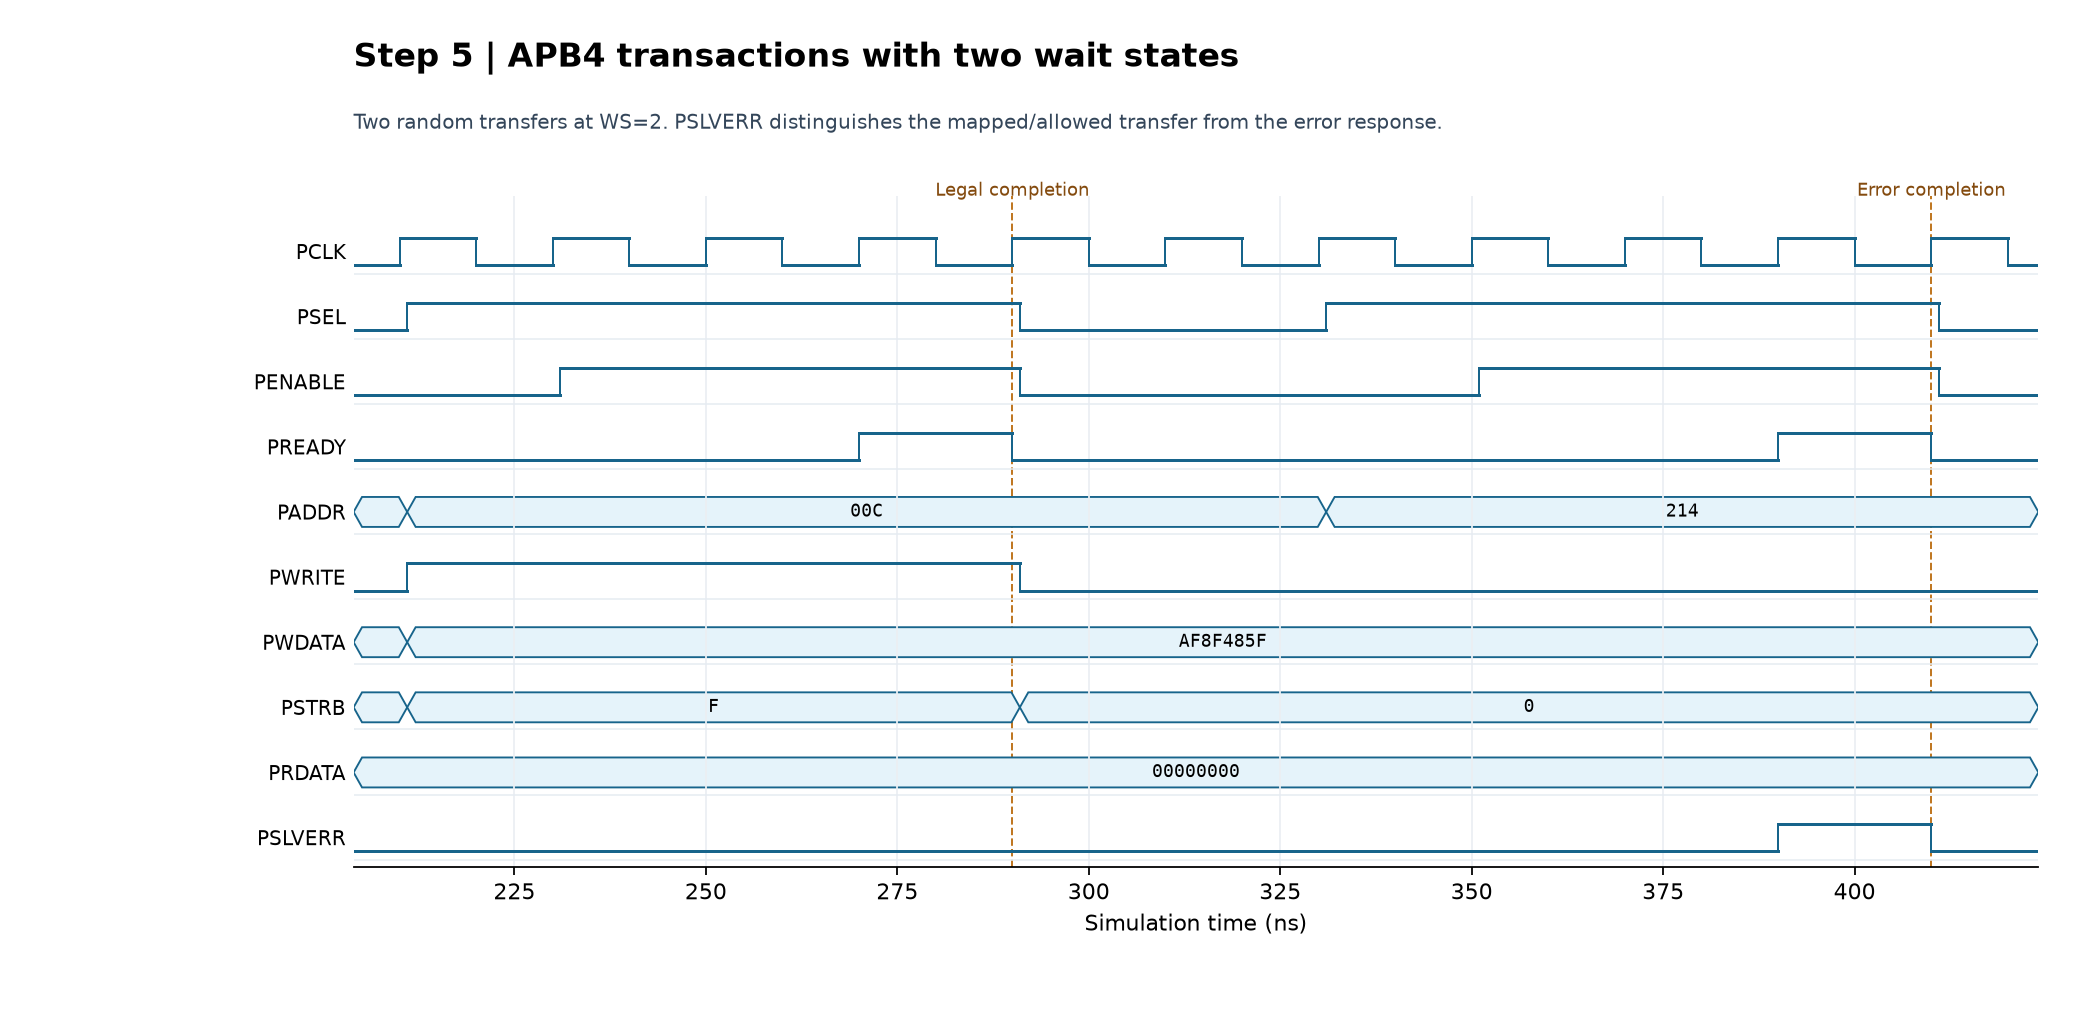 Step 5 | APB4 transactions with two wait states
Two random transfers at WS=2. PSLVERR distinguishes the mapped/allowed transfer from the error response.
Legal completion
Error completion
PCLK
PSEL
PENABLE
PREADY
PADDR
00C
214
PWRITE
PWDATA
AF8F485F
PSTRB
F
0
PRDATA
00000000
PSLVERR
225
250
275
300
325
350
375
400
Simulation time (ns)